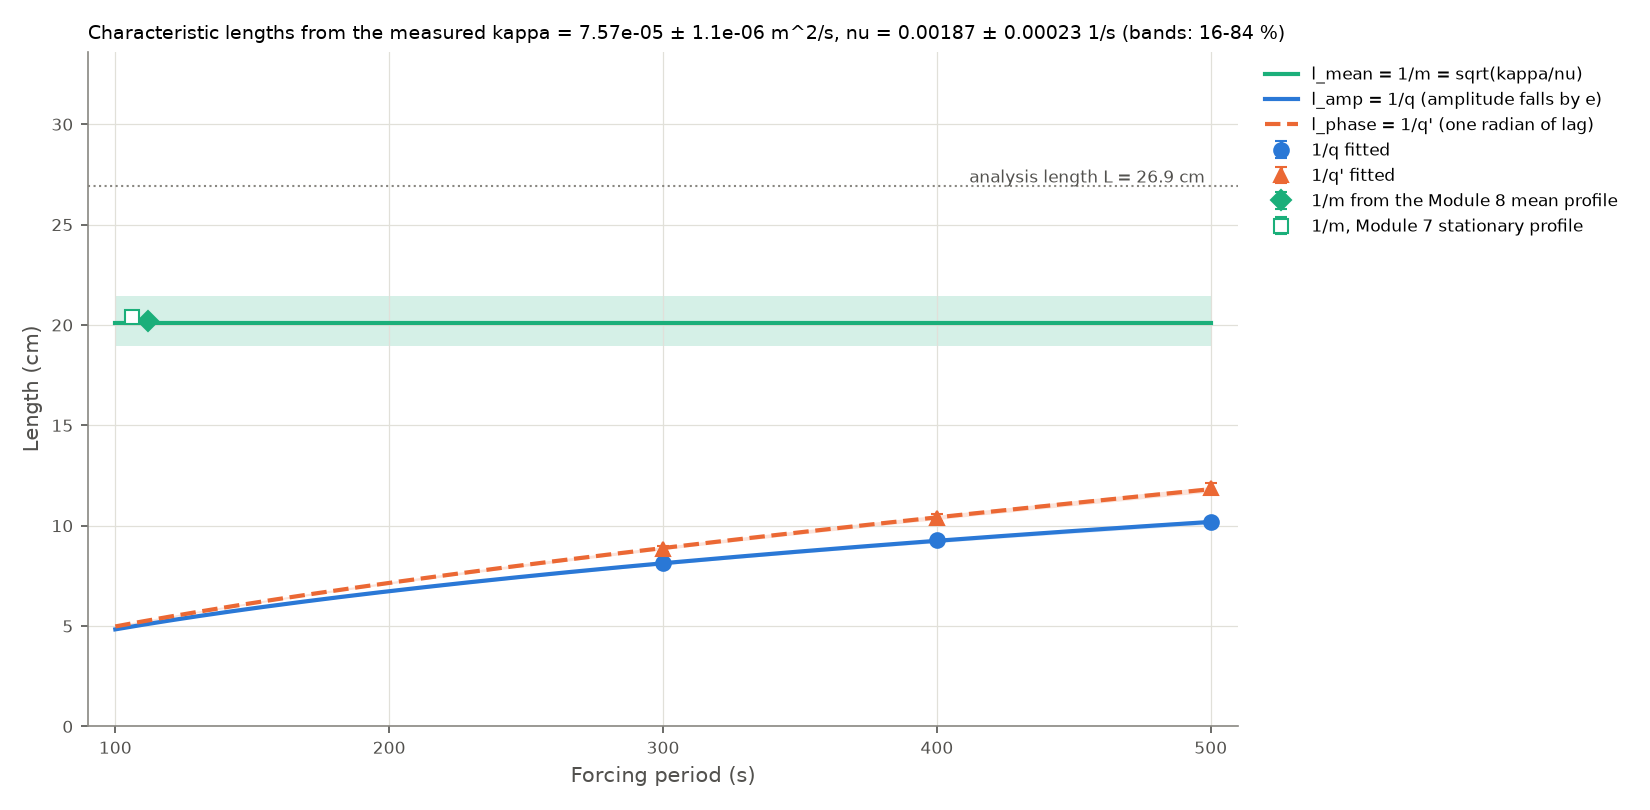 Characteristic lengths from the measured kappa = 7.57e-05 ± 1.1e-06 m^2/s, nu = 0.00187 ± 0.00023 1/s (bands: 16-84 %)
l_mean = 1/m = sqrt(kappa/nu)
l_amp = 1/q (amplitude falls by e)
l_phase = 1/q' (one radian of lag)
1/q fitted
1/q' fitted
1/m from the Module 8 mean profile
1/m, Module 7 stationary profile
analysis length L = 26.9 cm
Length (cm)
30
25
20
15
10
5
0
100
200
300
400
500
Forcing period (s)